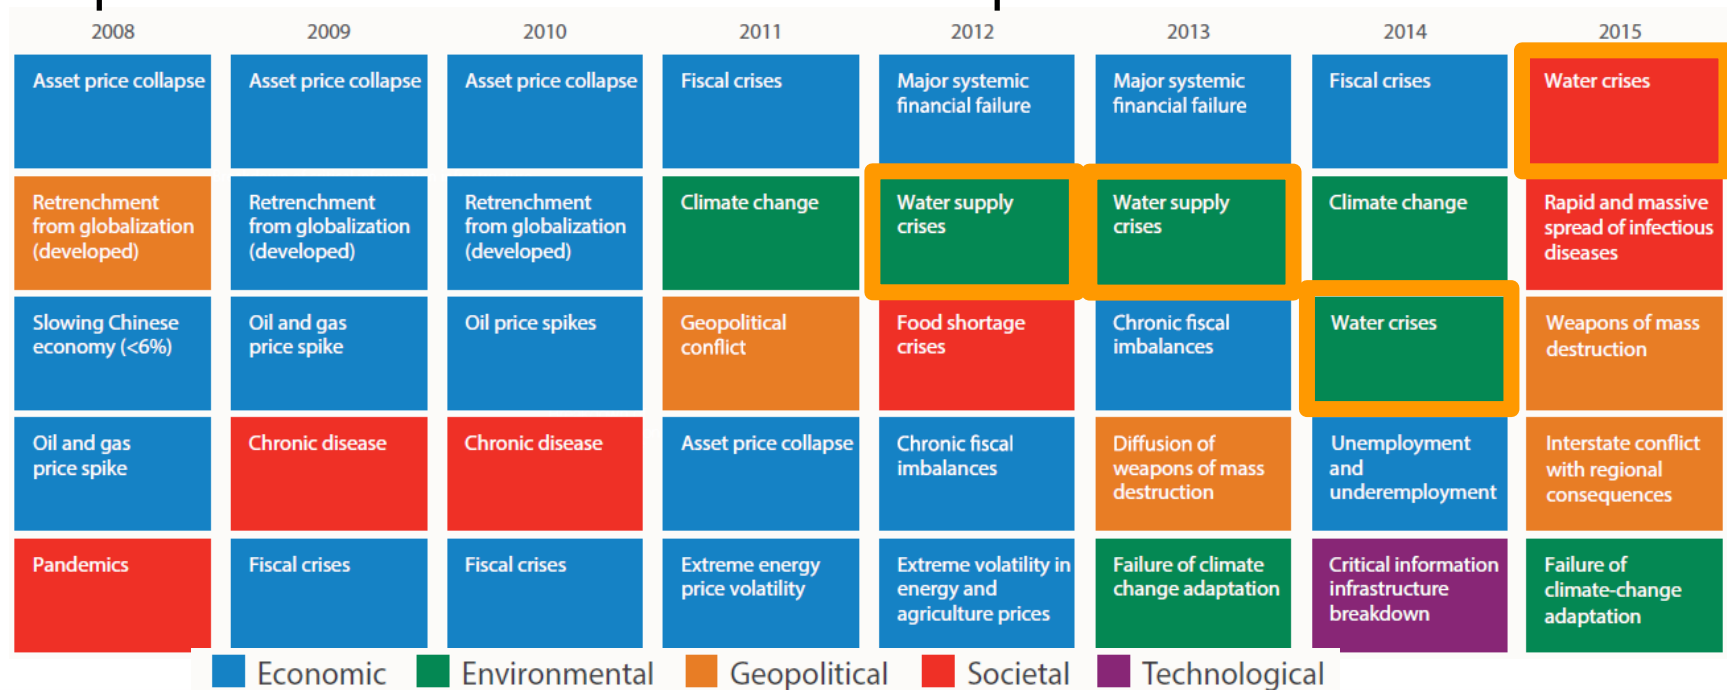 2008 2009 2010 2011 2012 2013 2014 2015
Asset price collapse
Asset price collapse
Asset price collapse
Fiscal crises
Major systemic
financial failure
Major systemic
financial failure
Fiscal crises
Water crises
Retrenchment
from globalization
(developed)
Retrenchment
from globalization
(developed)
Retrenchment
from globalization
(developed)
Climate change
Water supply
crises
Water supply
crises
Climate change
Rapid and massive
spread of infectious
diseases
Slowing Chinese
economy (<6%)
Oil and gas
price spike
Oil price spikes
Geopolitical
conflict
Food shortage
crises
Chronic fiscal
imbalances
Water crises
Weapons of mass
destruction
Oil and gas
price spike
Chronic disease
Chronic disease
Asset price collapse
Chronic fiscal
imbalances
Diffusion of
weapons of mass
destruction
Unemployment
and
underemployment
Interstate conflict
with regional
consequences
Pandemics
Fiscal crises
Fiscal crises
Extreme energy
price volatility
Extreme volatility in
energy and
agriculture prices
Failure of climate
change adaptation
Critical information
infrastructure
breakdown
Failure of
climate-change
adaptation
Economic Environmental Geopolitical Societal Technological